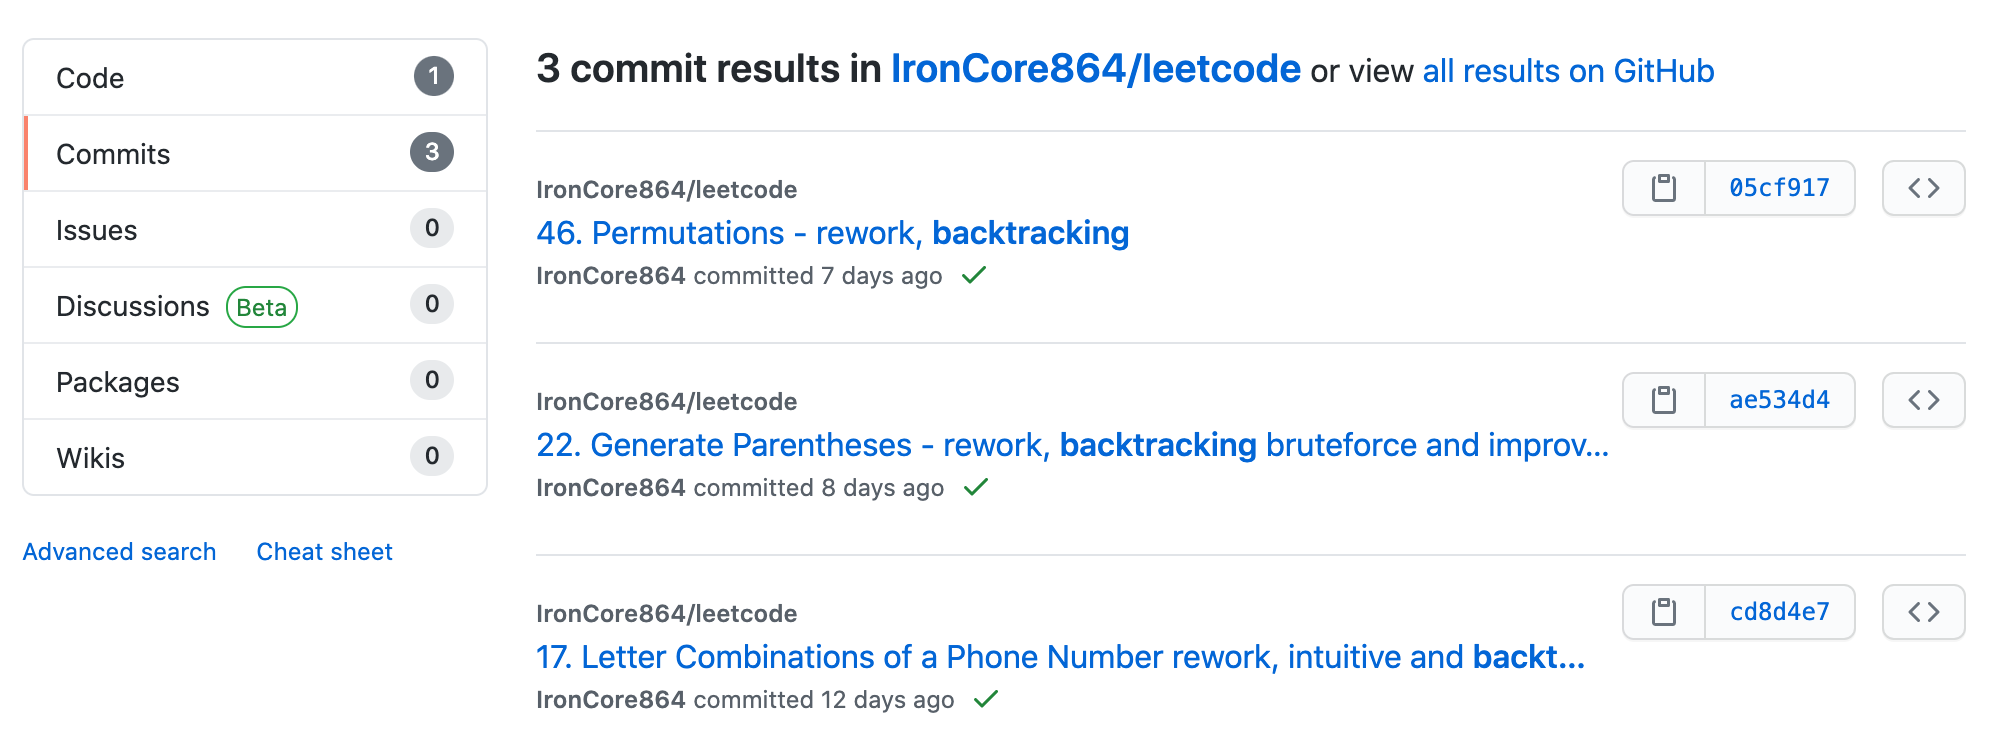 Code 1
Commits 3
Issues 0
Discussions Beta 0
Packages 0
Wikis 0
Advanced search Cheat sheet
3 commit results in IronCore864/leetcode or view all results on GitHub
IronCore864/leetcode
05cf917
46. Permutations - rework, backtracking
IronCore864 committed 7 days ago
IronCore864/leetcode
ae534d4
22. Generate Parentheses - rework, backtracking bruteforce and improv...
IronCore864 committed 8 days ago
IronCore864/leetcode
cd8d4e7
17. Letter Combinations of a Phone Number rework, intuitive and backt...
IronCore864 committed 12 days ago